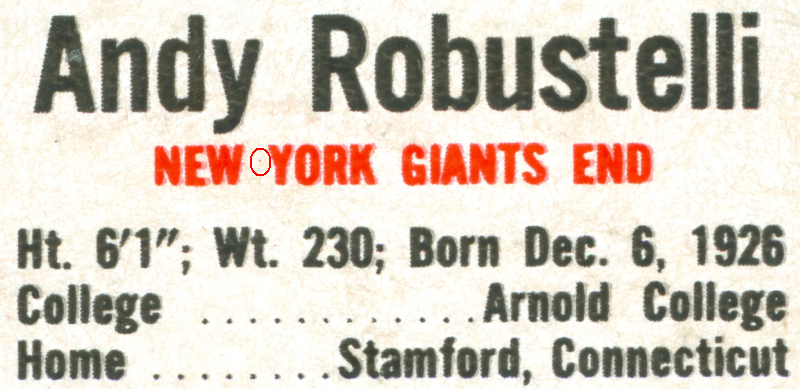 Andy Robustelli
NEW YORK GIANTS END
Ht. 6'1"; Wt. 230; Born Dec. 6, 1926
College . . . . . . . . . . . . . Arnold College
Home . . . . . . . . Stamford, Connecticut